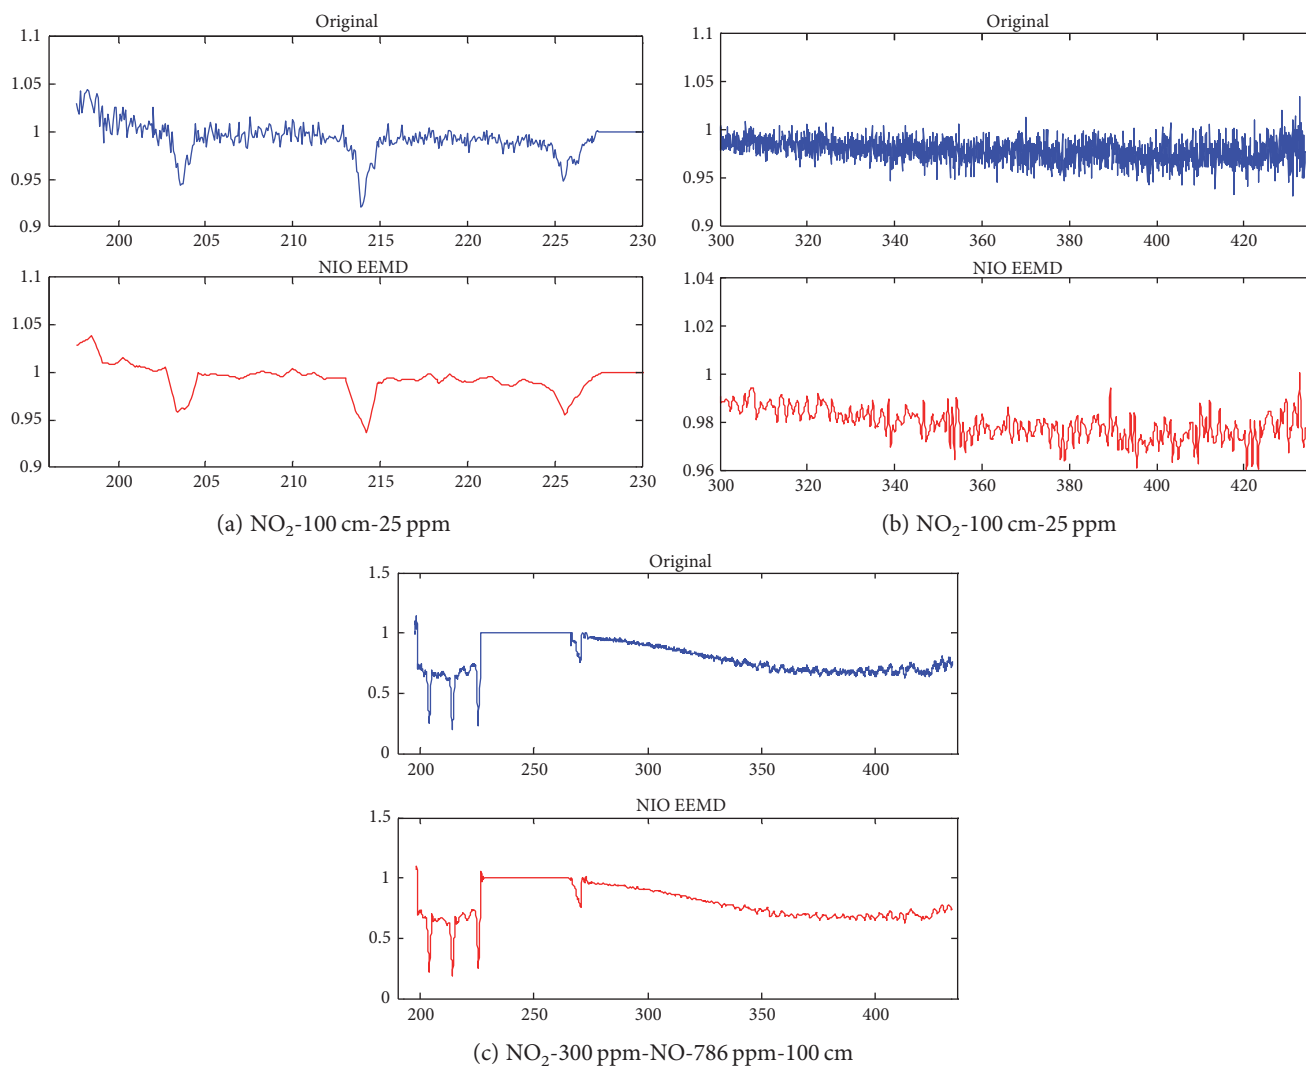 Original
1.1
1.05
1
0.95
0.9
200 205 210 215 220 225 230
NIO EEMD
1.1
1.05
1
0.95
0.9
200 205 210 215 220 225 230
(a) NO₂-100 cm-25 ppm
Original
1.1
1.05
1
0.95
0.9
300 320 340 360 380 400 420
NIO EEMD
1.04
1.02
1
0.98
0.96
300 320 340 360 380 400 420
(b) NO₂-100 cm-25 ppm
Original
1.5
1
0.5
0
200 250 300 350 400
NIO EEMD
1.5
1
0.5
0
200 250 300 350 400
(c) NO₂-300 ppm-NO-786 ppm-100 cm